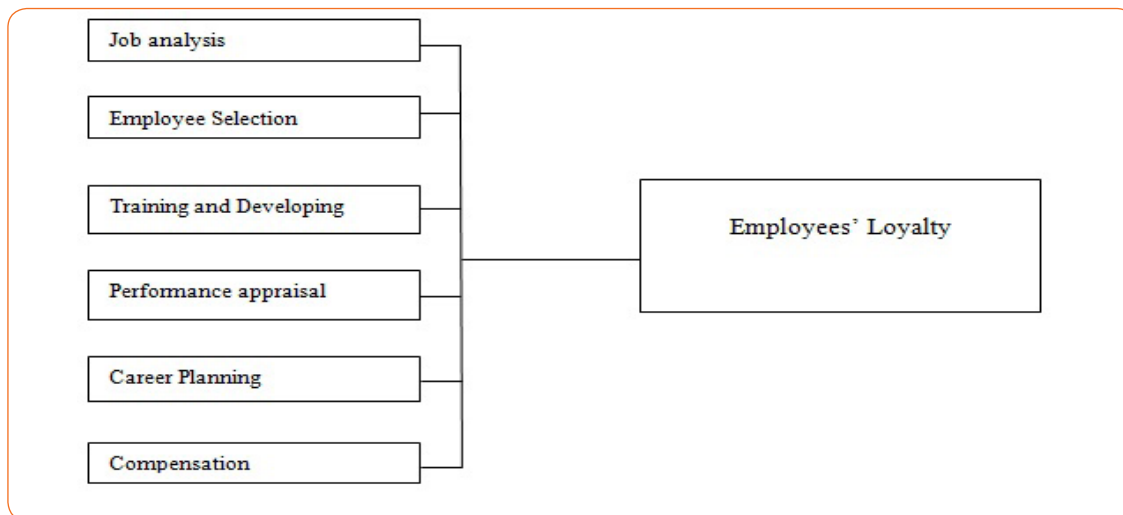 Job analysis
Employee Selection
Training and Developing
Performance appraisal
Career Planning
Compensation
Employees’ Loyalty